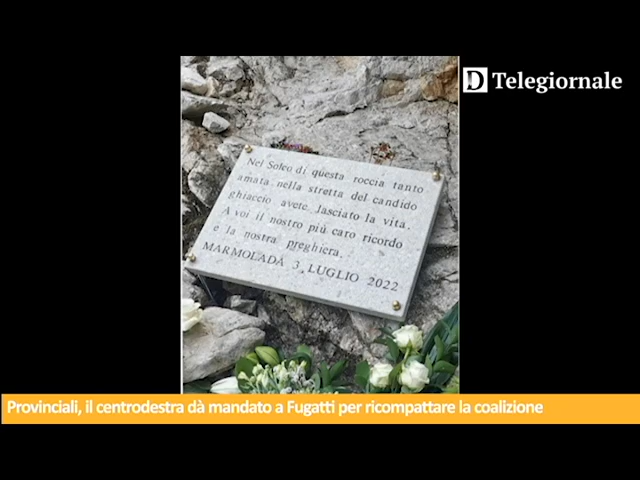 D Telegiornale
Nel Solco di questa roccia tanto
amata, nella stretta del candido
ghiaccio avete lasciato la vita.
A voi il nostro più caro ricordo
e la nostra preghiera.
MARMOLADA 3 LUGLIO 2022
Provinciali, il centrodestra dà mandato a Fugatti per ricompattare la coalizione